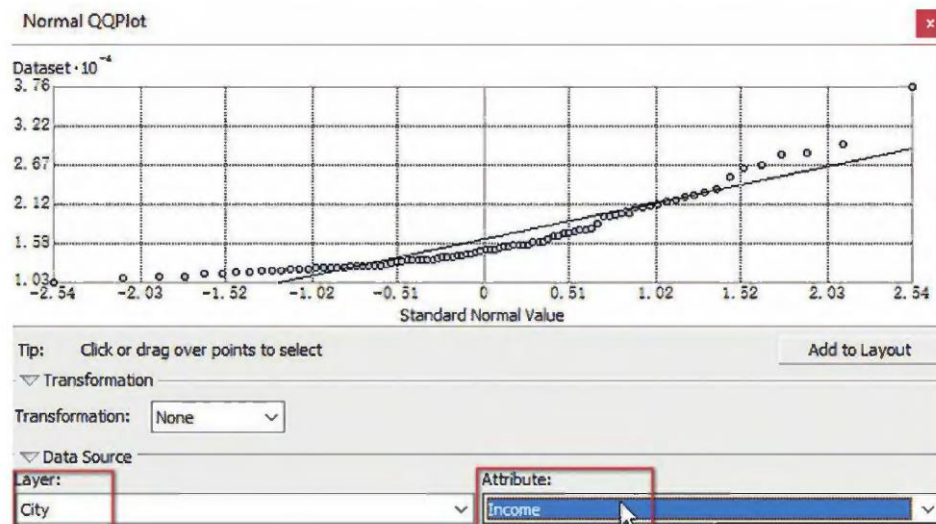 Normal QQPlot
x
Dataset · 10⁻⁴
3.76
3.22
2.67
2.12
1.58
1.03
-2.54 -2.03 -1.52 -1.02 -0.51 0 0.51 1.02 1.52 2.03 2.54
Standard Normal Value
Tip: Click or drag over points to select Add to Layout
Transformation
Transformation: None
Data Source
Layer: Attribute:
City Income